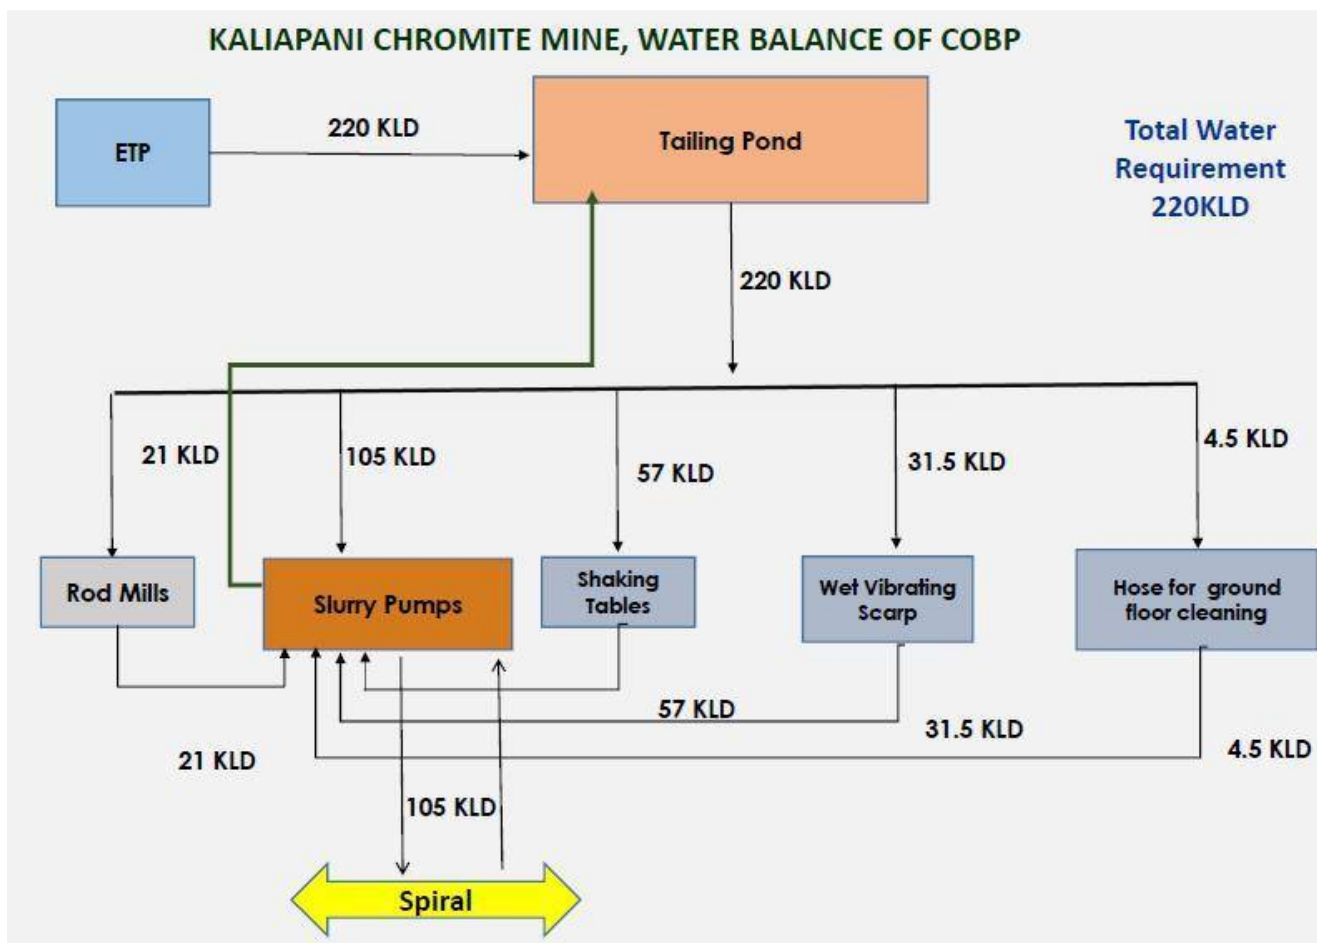 KALIAPANI CHROMITE MINE, WATER BALANCE OF COBP
ETP
220 KLD
Tailing Pond
Total Water
Requirement
220KLD
220 KLD
21 KLD
105 KLD
57 KLD
31.5 KLD
4.5 KLD
Rod Mills
Slurry Pumps
Shaking
Tables
Wet Vibrating
Scarp
Hose for ground
floor cleaning
57 KLD
31.5 KLD
4.5 KLD
21 KLD
105 KLD
Spiral